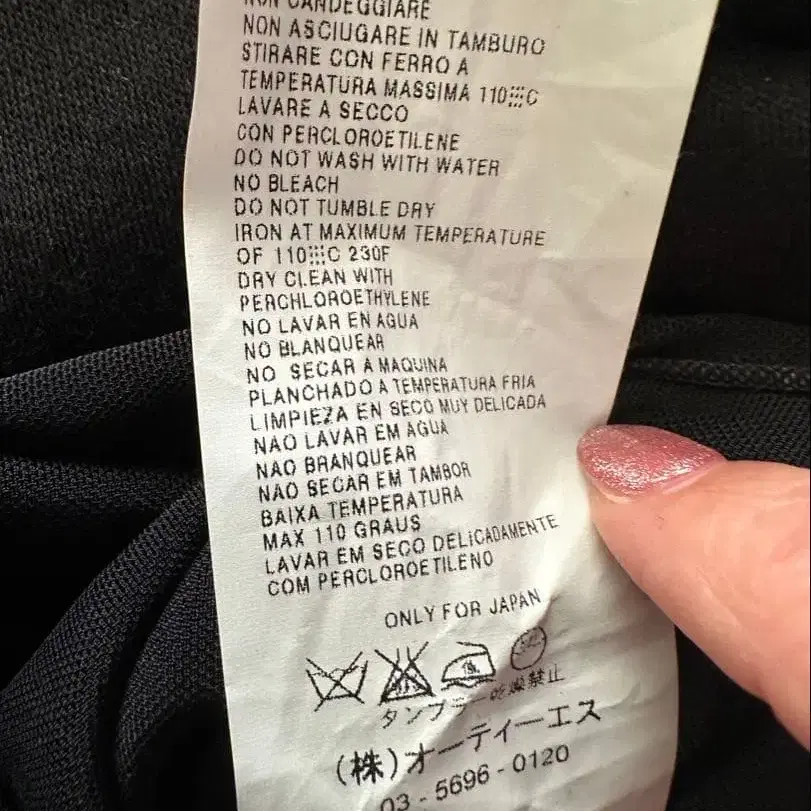 NON CANDEGGIARE
NON ASCIUGARE IN TAMBURO
STIRARE CON FERRO A
TEMPERATURA MASSIMA 110░C
LAVARE A SECCO
CON PERCLOROETILENE
DO NOT WASH WITH WATER
NO BLEACH
DO NOT TUMBLE DRY
IRON AT MAXIMUM TEMPERATURE
OF 110░C 230F
DRY CLEAN WITH
PERCHLOROETHYLENE
NO LAVAR EN AGUA
NO BLANQUEAR
NO SECAR A MAQUINA
PLANCHADO A TEMPERATURA FRIA
LIMPIEZA EN SECO MUY DELICADA
NAO LAVAR EM AGUA
NAO BRANQUEAR
NAO SECAR EM TAMBOR
BAIXA TEMPERATURA
MAX 110 GRAUS
LAVAR EM SECO DELICADAMENTE
COM PERCLOROETILENO
ONLY FOR JAPAN
タンブラー乾燥禁止
(株)オーティーエス
03-5696-0120